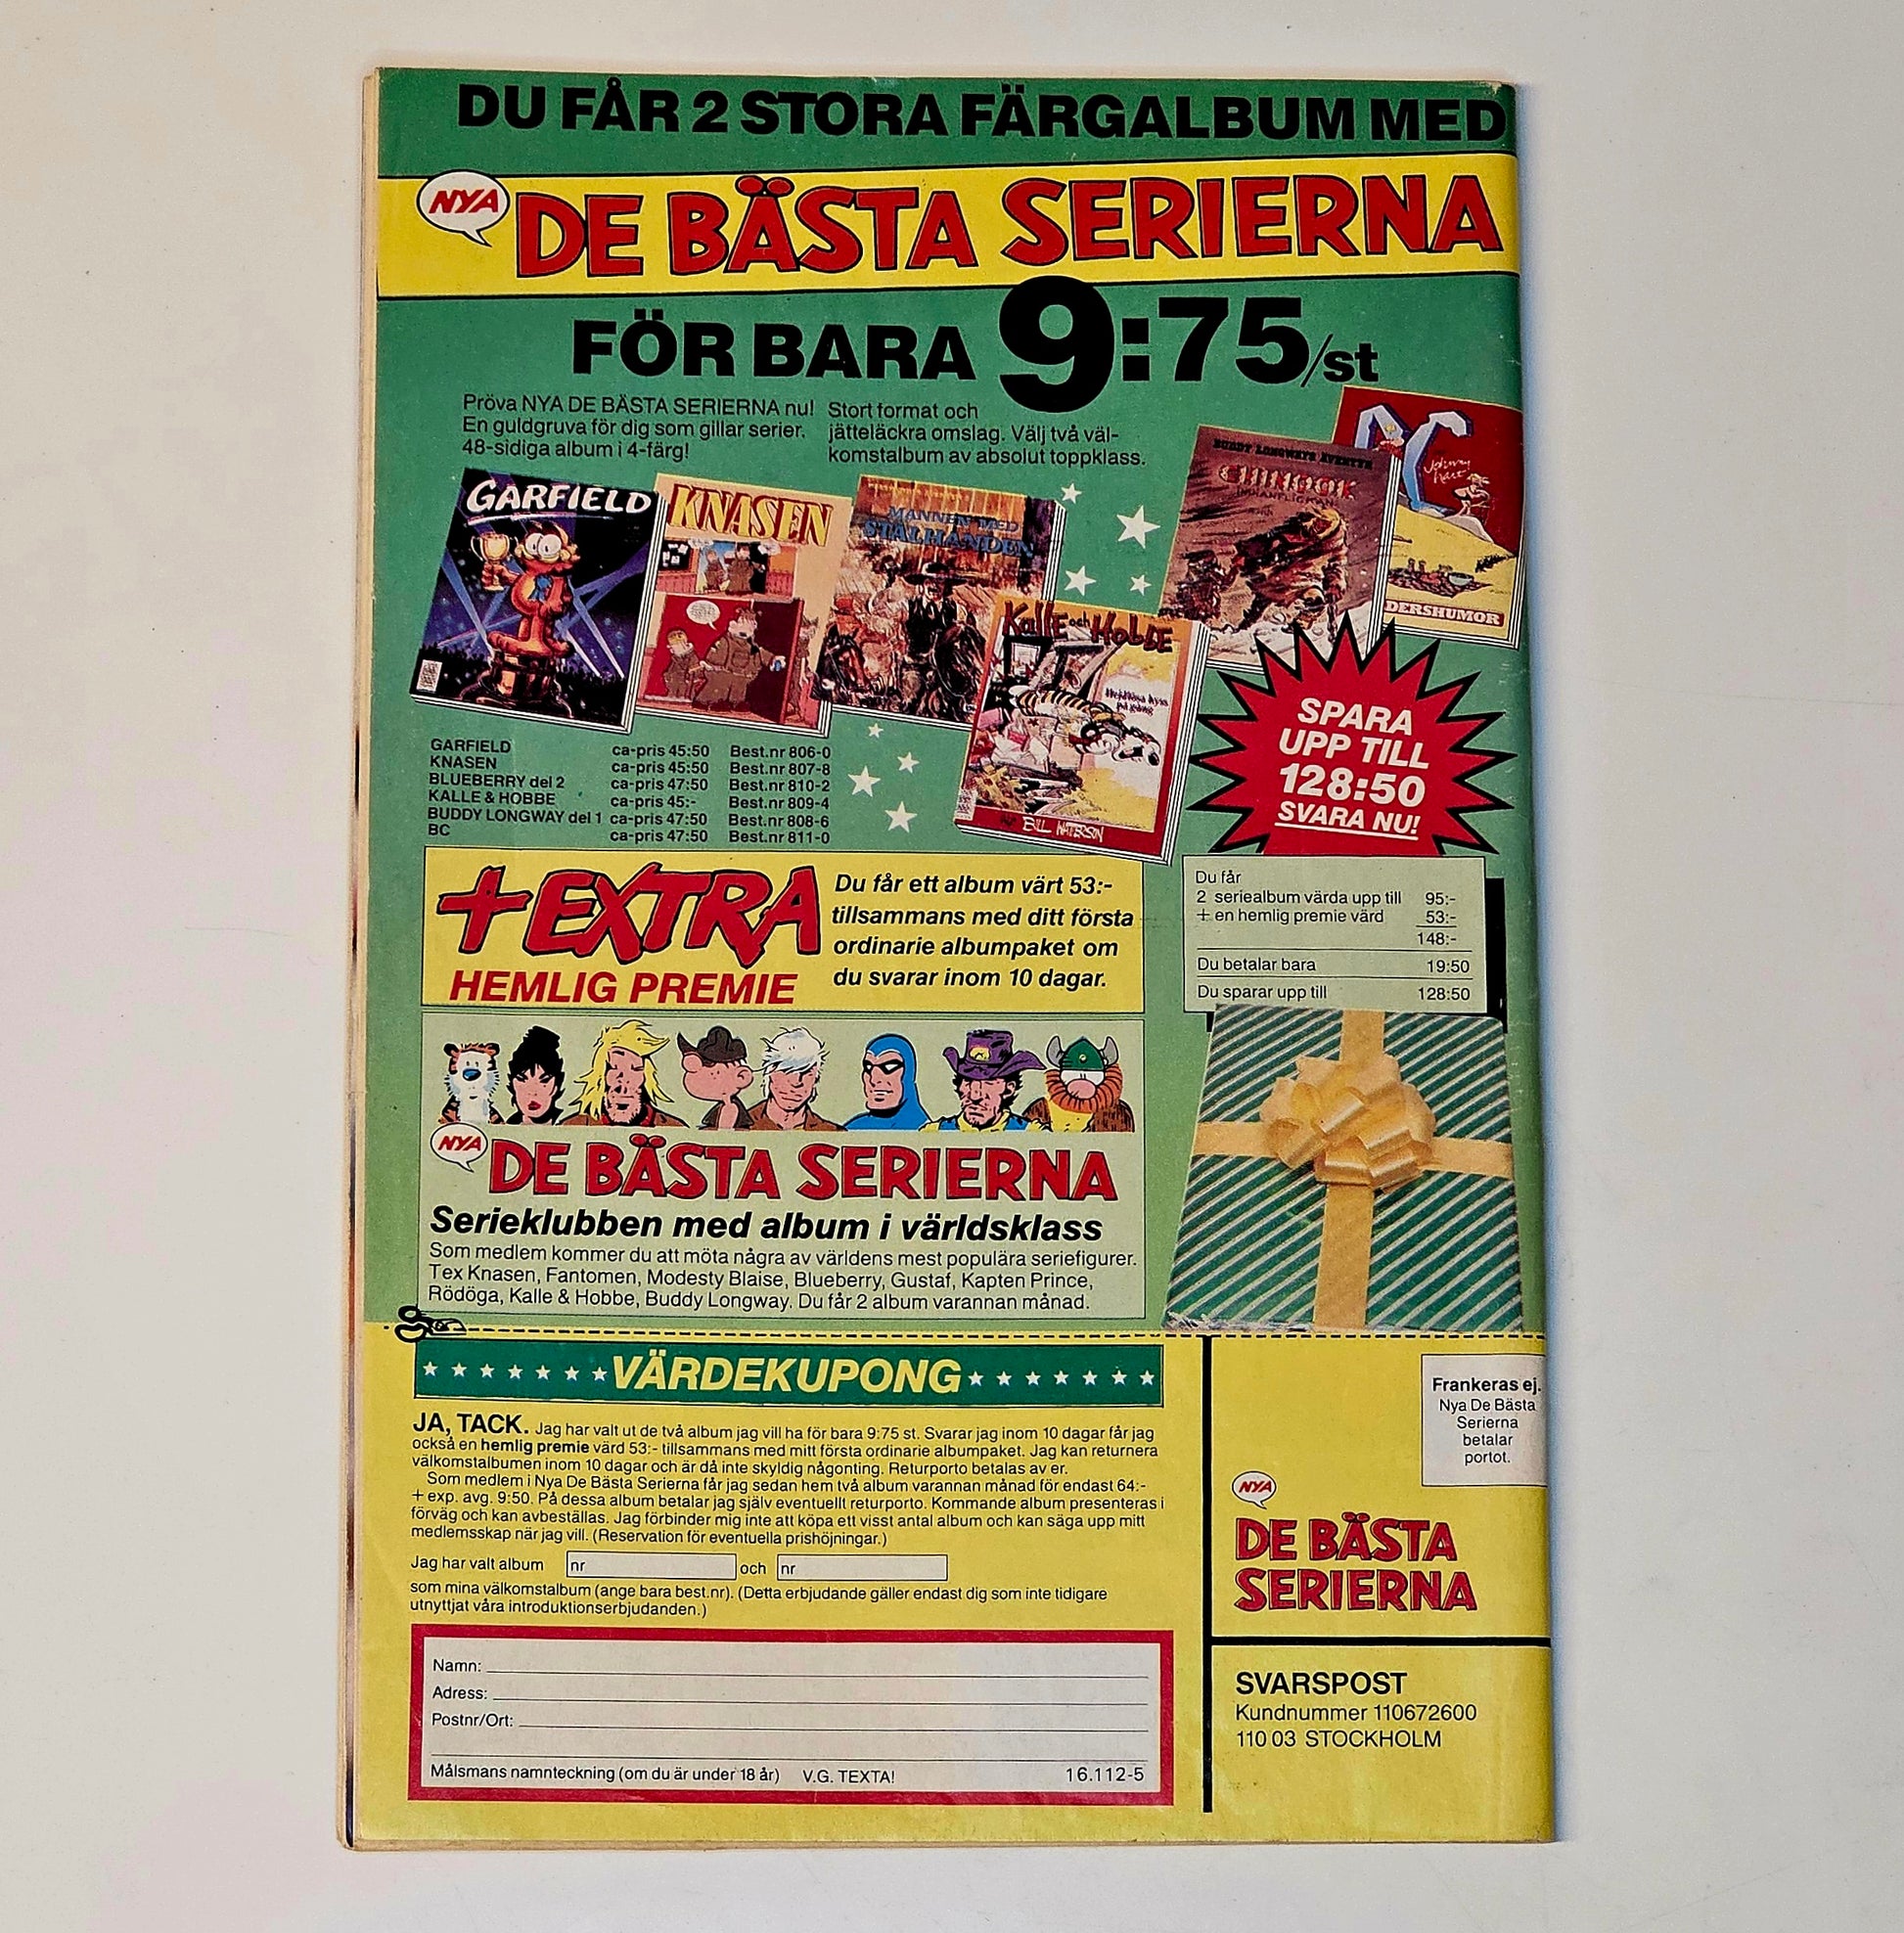 DU FÅR 2 STORA FÄRGALBUM MED
NYA
DE BÄSTA SERIERNA
FÖR BARA 9:75/st
Pröva NYA DE BÄSTA SERIERNA nu!
En guldgruva för dig som gillar serier.
48-sidiga album i 4-färg!
Stort format och
jätteläckra omslag. Välj två väl-
komstalbum av absolut toppklass.
GARFIELD
KNASEN
MANNEN MED
STÅLHANDEN
Kalle och Hobbe
på gång
BILL WATERSON
BUDDY LONGWAYS ÄVENTYR
CHINOOK
Johnny
hart
DERSHUMOR
SPARA
UPP TILL
128:50
SVARA NU!
GARFIELD ca-pris 45:50 Best.nr 806-0
KNASEN ca-pris 45:50 Best.nr 807-8
BLUEBERRY del 2 ca-pris 47:50 Best.nr 810-2
KALLE & HOBBE ca-pris 45:- Best.nr 809-4
BUDDY LONGWAY del 1 ca-pris 47:50 Best.nr 808-6
BC ca-pris 47:50 Best.nr 811-0
+EXTRA
HEMLIG PREMIE
Du får ett album värt 53:-
tillsammans med ditt första
ordinarie albumpaket om
du svarar inom 10 dagar.
Du får
2 seriealbum värda upp till 95:-
+ en hemlig premie värd 53:-
148:-
Du betalar bara 19:50
Du sparar upp till 128:50
NYA
DE BÄSTA SERIERNA
Serieklubben med album i världsklass
Som medlem kommer du att möta några av världens mest populära seriefigurer.
Tex Knasen, Fantomen, Modesty Blaise, Blueberry, Gustaf, Kapten Prince,
Rödöga, Kalle & Hobbe, Buddy Longway. Du får 2 album varannan månad.
VÄRDEKUPONG
JA, TACK. Jag har valt ut de två album jag vill ha för bara 9:75 st. Svarar jag inom 10 dagar får jag
också en hemlig premie värd 53:- tillsammans med mitt första ordinarie albumpaket. Jag kan returnera
välkomstalbumen inom 10 dagar och är då inte skyldig någonting. Returporto betalas av er.
Som medlem i Nya De Bästa Serierna får jag sedan hem två album varannan månad för endast 64:-
+ exp. avg. 9:50. På dessa album betalar jag själv eventuellt returporto. Kommande album presenteras i
förväg och kan avbeställas. Jag förbinder mig inte att köpa ett visst antal album och kan säga upp mitt
medlemsskap när jag vill. (Reservation för eventuella prishöjningar.)
Jag har valt album nr och nr
som mina välkomstalbum (ange bara best.nr). (Detta erbjudande gäller endast dig som inte tidigare
utnyttjat våra introduktionserbjudanden.)
Namn:
Adress:
Postnr/Ort:
Målsmans namnteckning (om du är under 18 år) V.G. TEXTA! 16.112-5
Frankeras ej.
Nya De Bästa
Serierna
betalar
portot.
NYA
DE BÄSTA
SERIERNA
SVARSPOST
Kundnummer 110672600
110 03 STOCKHOLM